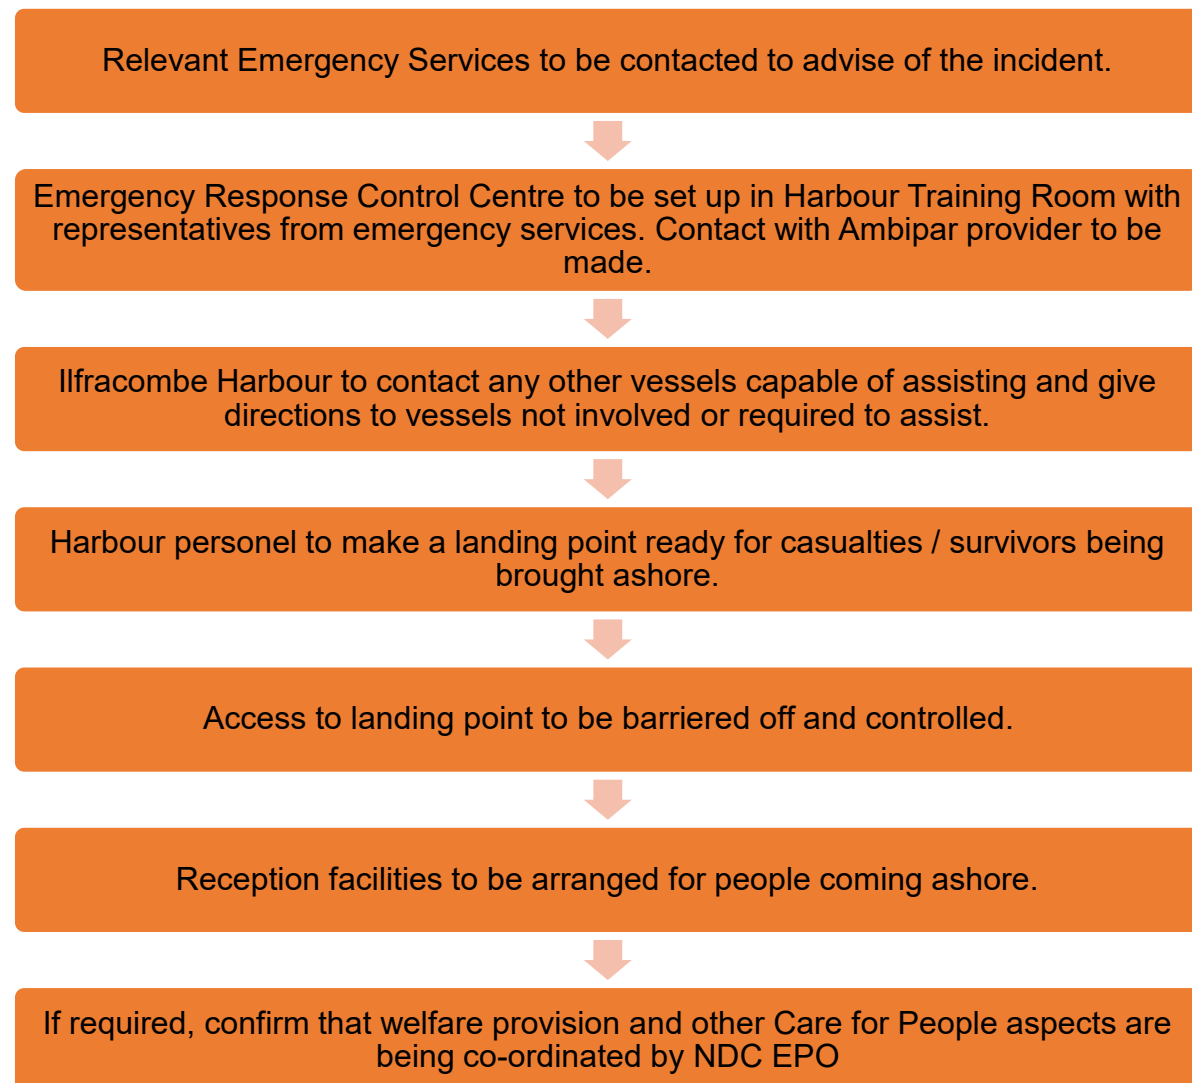 Relevant Emergency Services to be contacted to advise of the incident.
Emergency Response Control Centre to be set up in Harbour Training Room with
representatives from emergency services. Contact with Ambipar provider to be
made.
Ilfracombe Harbour to contact any other vessels capable of assisting and give
directions to vessels not involved or required to assist.
Harbour personel to make a landing point ready for casualties / survivors being
brought ashore.
Access to landing point to be barriered off and controlled.
Reception facilities to be arranged for people coming ashore.
If required, confirm that welfare provision and other Care for People aspects are
being co-ordinated by NDC EPO